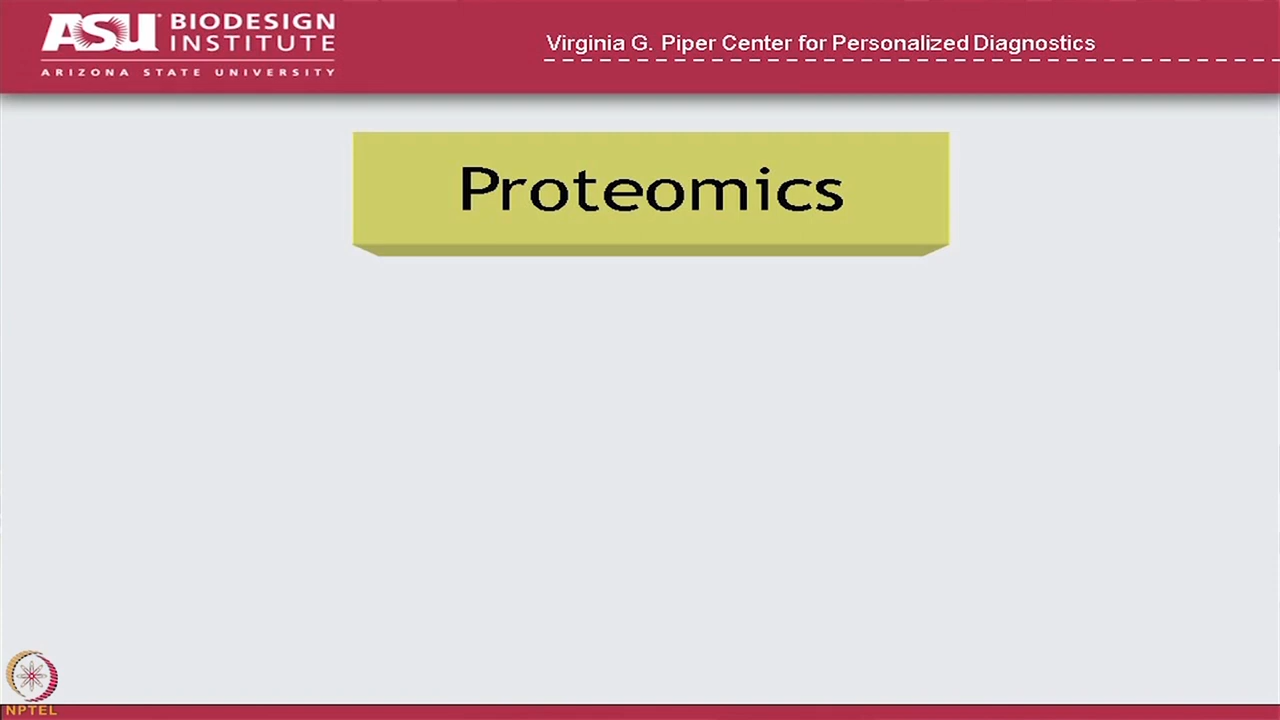 ASU BIODESIGN
INSTITUTE
ARIZONA STATE UNIVERSITY
Virginia G. Piper Center for Personalized Diagnostics
Proteomics
NPTEL